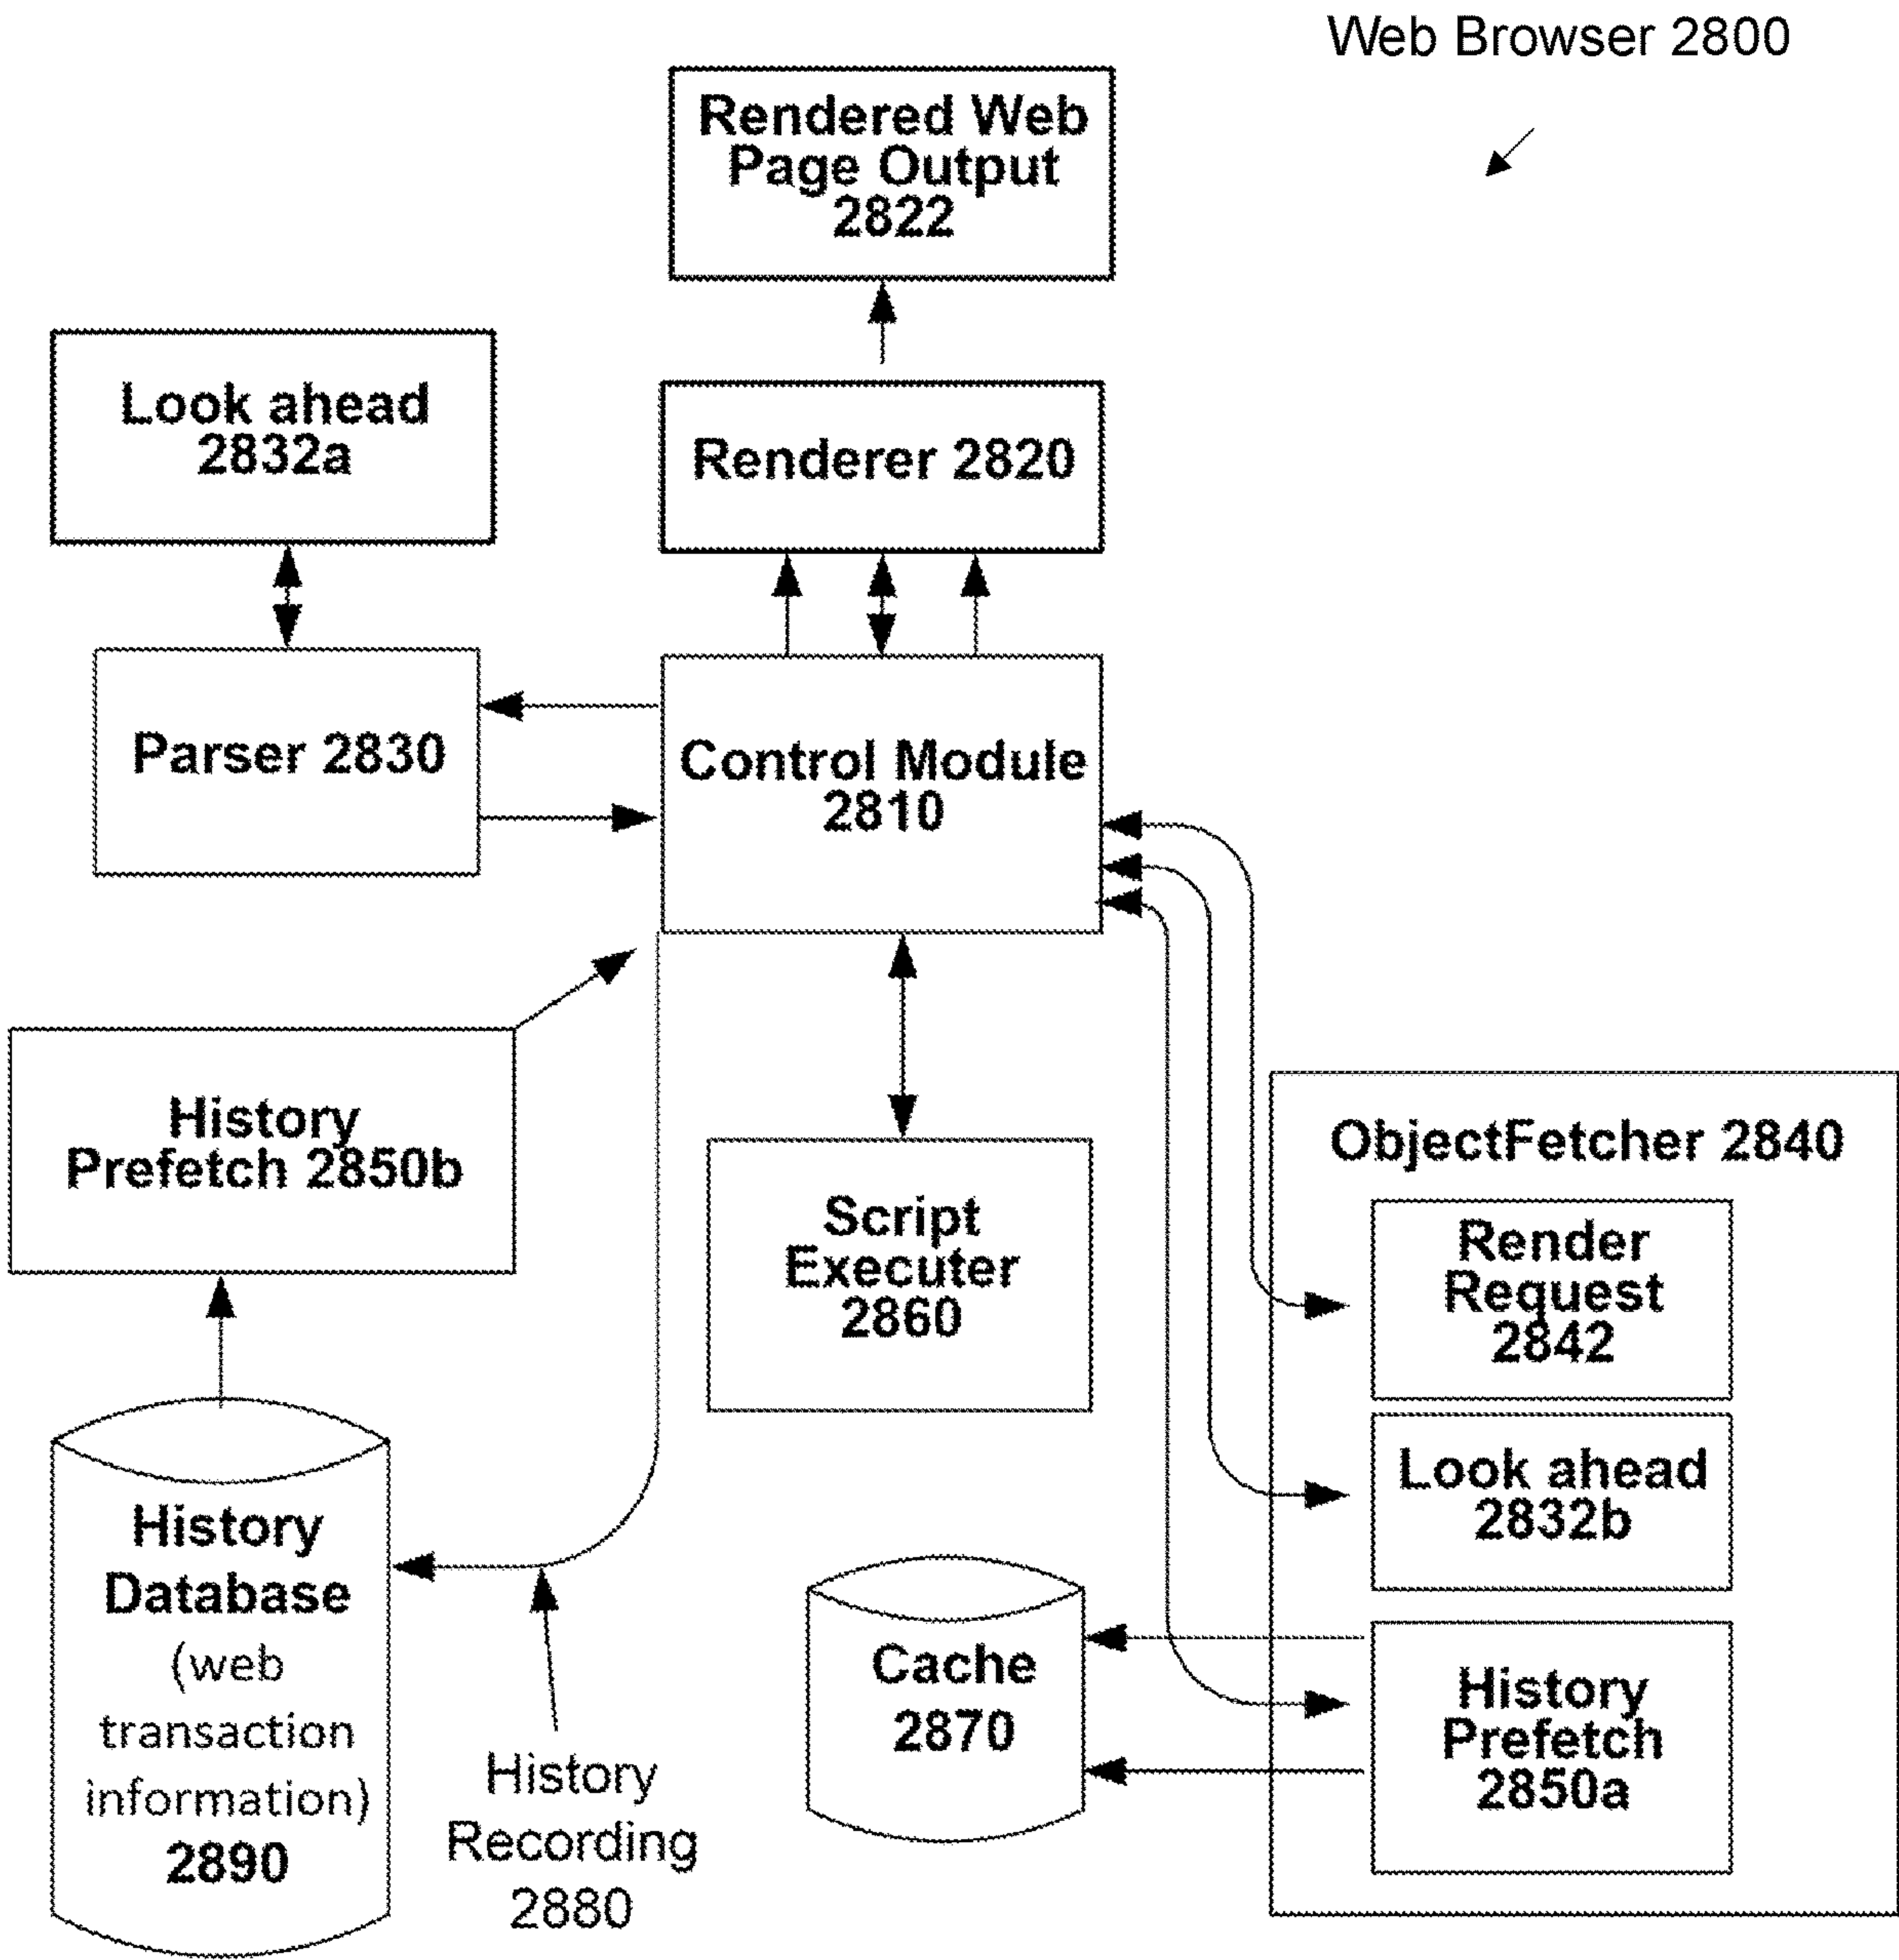 Web Browser 2800
Rendered Web
Page Output
2822
Look ahead
2832a
Renderer 2820
Parser 2830
Control Module
2810
History
Prefetch 2850b
Script
Executer
2860
ObjectFetcher 2840
Render
Request
2842
Look ahead
2832b
History
Prefetch
2850a
Cache
2870
History
Database
(web
transaction
information)
2890
History
Recording
2880